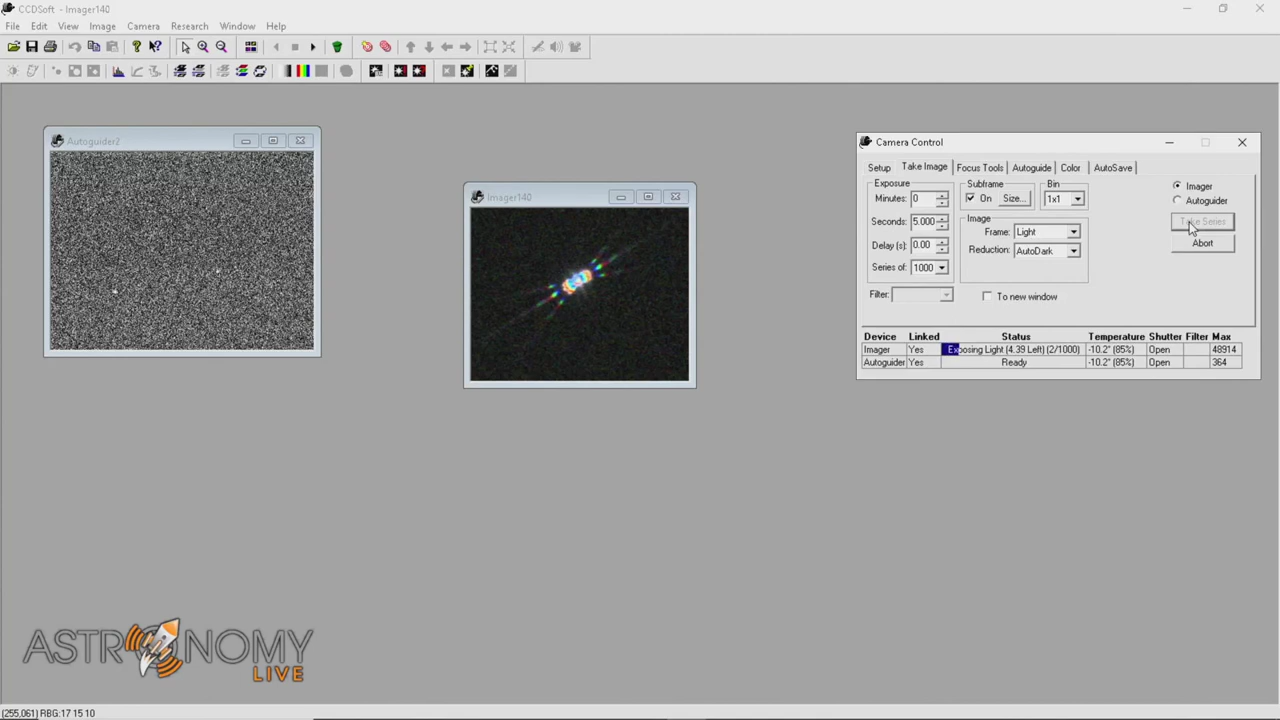 CCDSoft - Imager140
File Edit View Image Camera Research Window Help
Autoguider2
Imager140
Camera Control
Setup Take Image Focus Tools Autoguide Color AutoSave
Exposure
Minutes: 0
Seconds: 5.000
Delay (s): 0.00
Series of: 1000
Filter:
Subframe
On Size...
Bin
1x1
Image
Frame: Light
Reduction: AutoDark
To new window
Imager
Autoguider
Take Series
Abort
Device Linked Status Temperature Shutter Filter Max
Imager Yes Exposing Light (4.39 Left) (2/1000) -10.2° (85%) Open 48914
Autoguider Yes Ready -10.2° (85%) Open 364
ASTRONOMY
LIVE
(255,061) RBG:17 15 10